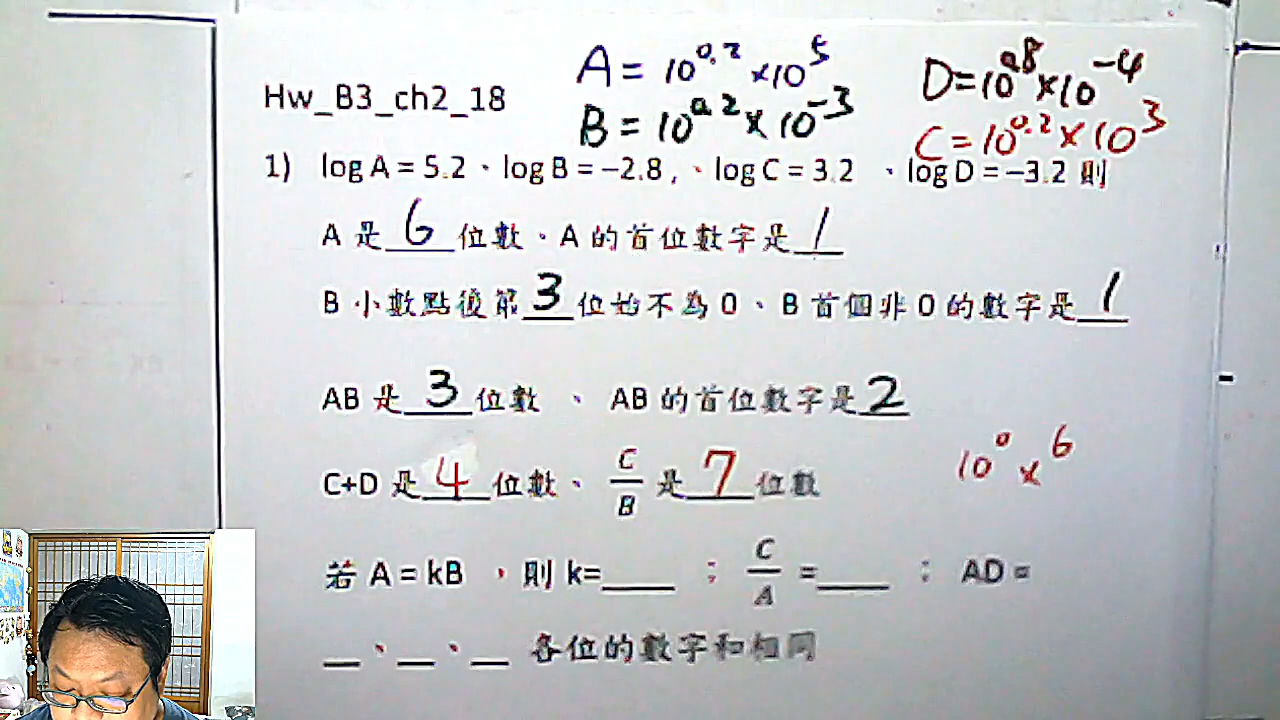 A = 10^0.2 ×10^5
D=10^0.8 ×10^-4
Hw_B3_ch2_18
B = 10^0.2 × 10^-3
C = 10^0.2 × 10^3
1) log A = 5.2、log B = −2.8 , 、log C = 3.2 、log D = −3.2 則
A 是 6 位數、A 的首位數字是 1
B 小數點後第 3 位始不為 0、B 首個非 0 的數字是 1
AB 是 3 位數 、 AB 的首位數字是 2
C+D 是 4 位數、 C/B 是 7 位數
10^0 × 6
若 A = kB ，則 k=____ ； C/A =____ ； AD =
__、__、__ 各位的數字和相同